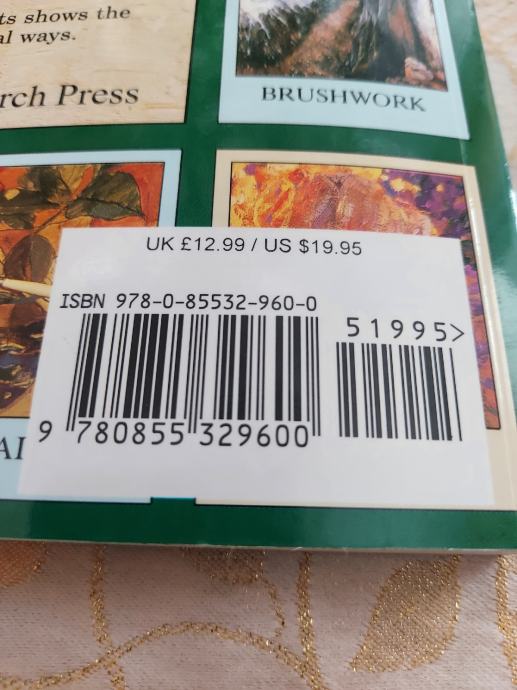 ts shows the
al ways.
rch Press
BRUSHWORK
UK £12.99 / US $19.95
ISBN 978-0-85532-960-0
51995>
9 780855 329600
AI